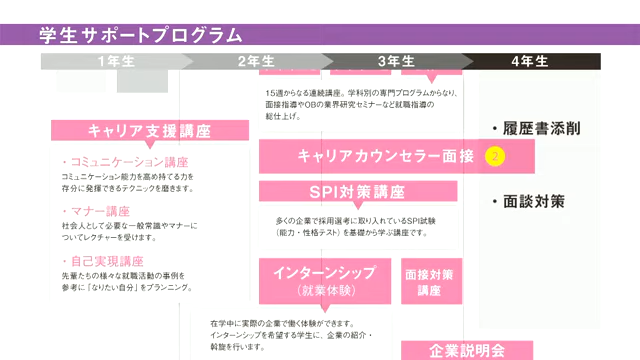 学生サポートプログラム
1年生
2年生
3年生
4年生
15週からなる連続講座。学科別の専門プログラムからなり、
面接指導やOBの業界研究セミナーなど就職指導の
総仕上げ。
キャリア支援講座
・コミュニケーション講座
コミュニケーション能力を高め持てる力を
存分に発揮できるテクニックを磨きます。
・マナー講座
社会人として必要な一般常識やマナーに
ついてレクチャーを受けます。
・自己実現講座
先輩たちの様々な就職活動の事例を
参考に「なりたい自分」をプランニング。
キャリアカウンセラー面接 2
SPI対策講座
多くの企業で採用選考に取り入れているSPI試験
（能力・性格テスト）を基礎から学ぶ講座です。
インターンシップ
（就業体験）
面接対策
講座
在学中に実際の企業で働く体験ができます。
インターンシップを希望する学生に、企業の紹介・
斡旋を行います。
企業説明会
・履歴書添削
・面談対策